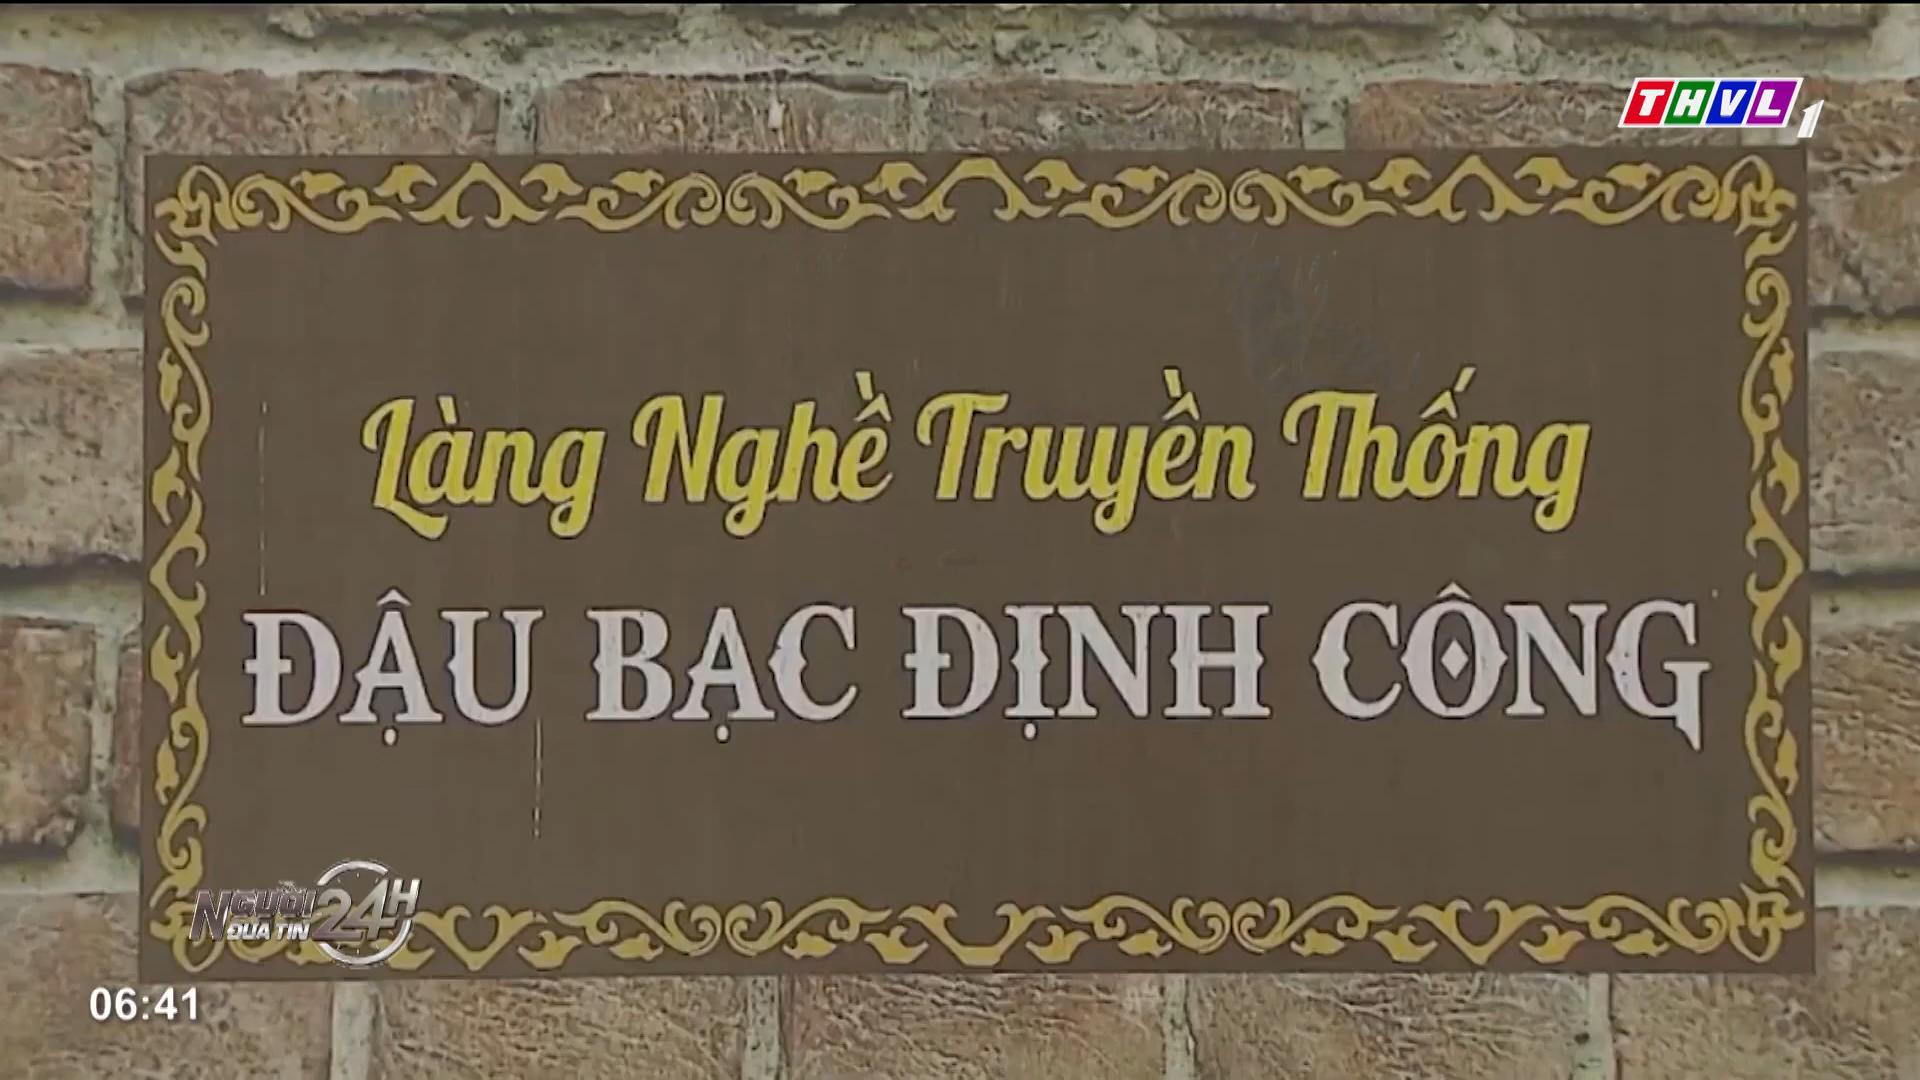 THVL1
Làng Nghề Truyền Thống
ĐẬU BẠC ĐỊNH CÔNG
NGƯỜI ĐƯA TIN 24H
06:41